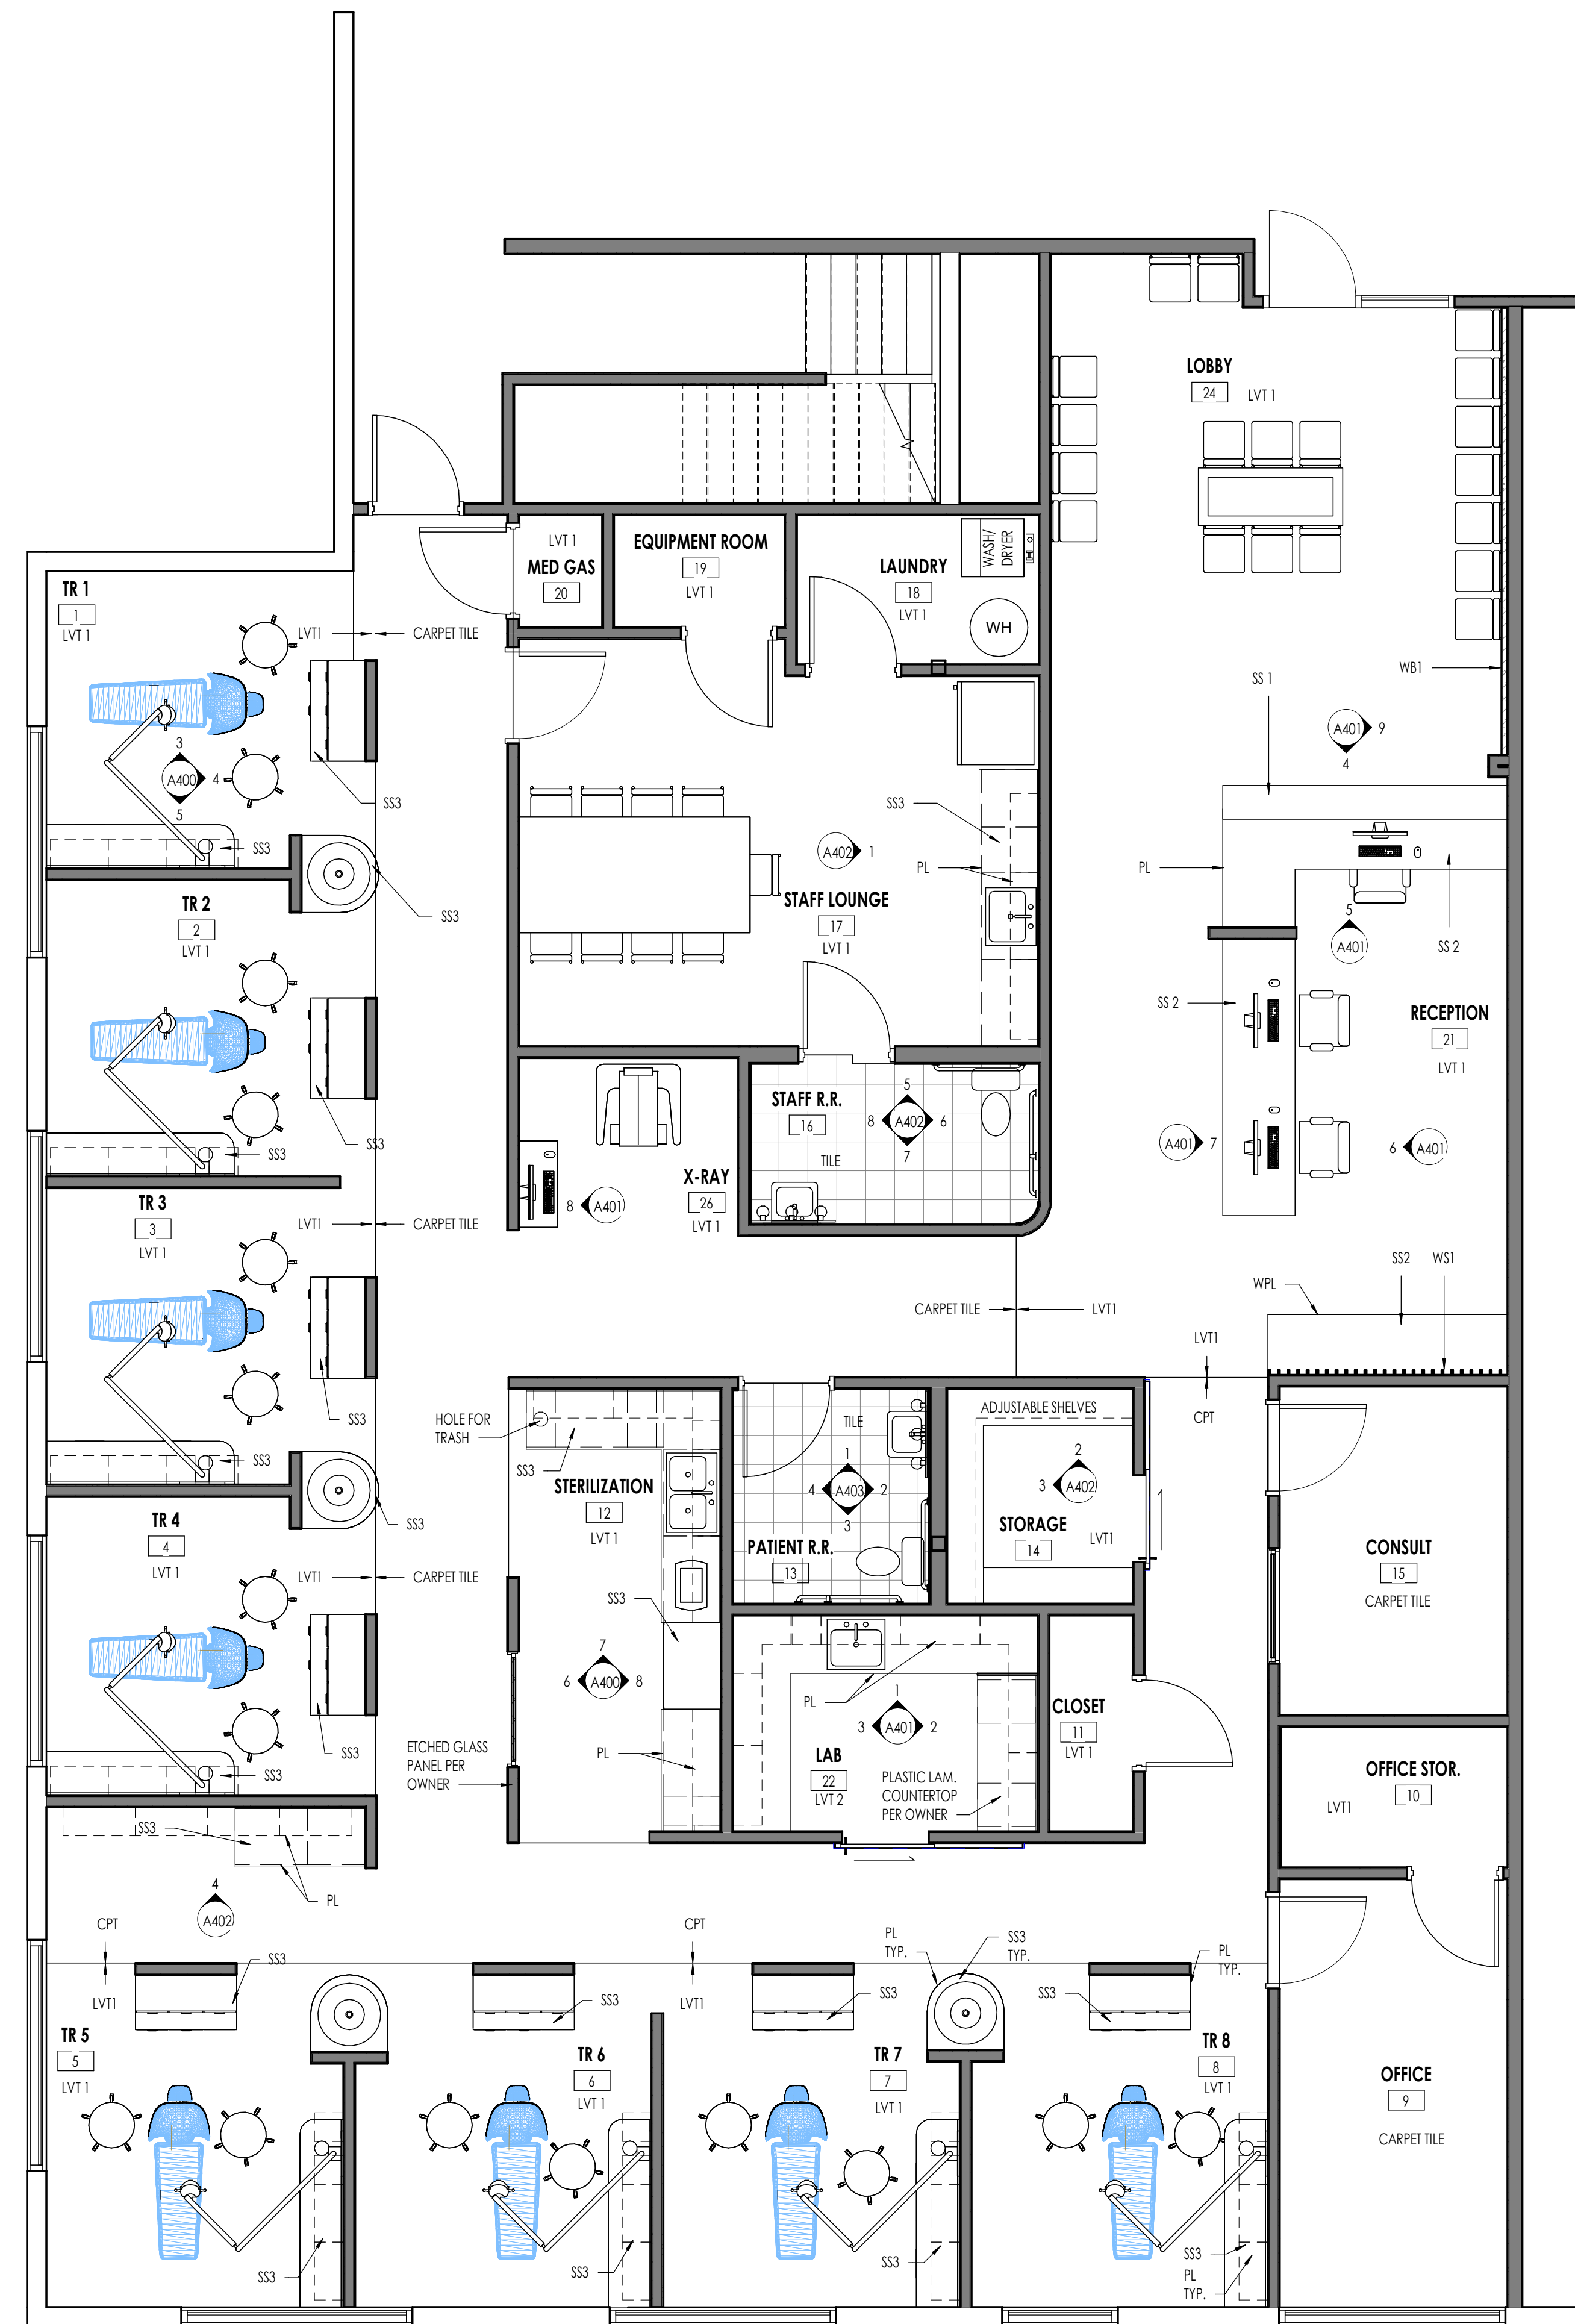 LOBBY
24
LVT 1
LVT 1
MED GAS
20
EQUIPMENT ROOM
19
LVT 1
LAUNDRY
18
LVT 1
WASH/
DRYER
WH
TR 1
1
LVT 1
LVT1
CARPET TILE
WB1
SS 1
A401
9
4
3
A400
4
5
SS3
SS3
SS3
SS3
A402
1
PL
PL
STAFF LOUNGE
17
LVT 1
TR 2
2
LVT 1
5
A401
SS 2
SS 2
RECEPTION
21
LVT 1
SS3
SS3
STAFF R.R.
16
TILE
5
8
A402
6
7
A401
7
6
A401
X-RAY
26
LVT 1
8
A401
TR 3
3
LVT 1
LVT1
CARPET TILE
SS2
WS1
WPL
CARPET TILE
LVT1
LVT1
CPT
SS3
SS3
HOLE FOR
TRASH
SS3
STERILIZATION
12
LVT 1
TILE
1
4
A403
2
3
PATIENT R.R.
13
ADJUSTABLE SHELVES
2
3
A402
STORAGE
14
LVT1
SS3
TR 4
4
LVT 1
LVT1
CARPET TILE
CONSULT
15
CARPET TILE
SS3
7
6
A400
8
SS3
SS3
ETCHED GLASS
PANEL PER
OWNER
PL
PL
1
3
A401
2
LAB
22
LVT 2
PLASTIC LAM.
COUNTERTOP
PER OWNER
CLOSET
11
LVT 1
OFFICE STOR.
10
LVT1
SS3
PL
4
A402
CPT
LVT1
SS3
CPT
LVT1
PL
TYP.
SS3
TYP.
PL
TYP.
SS3
SS3
SS3
TR 5
5
LVT 1
TR 6
6
LVT 1
TR 7
7
LVT 1
TR 8
8
LVT 1
OFFICE
9
CARPET TILE
SS3
SS3
SS3
SS3
PL
TYP.